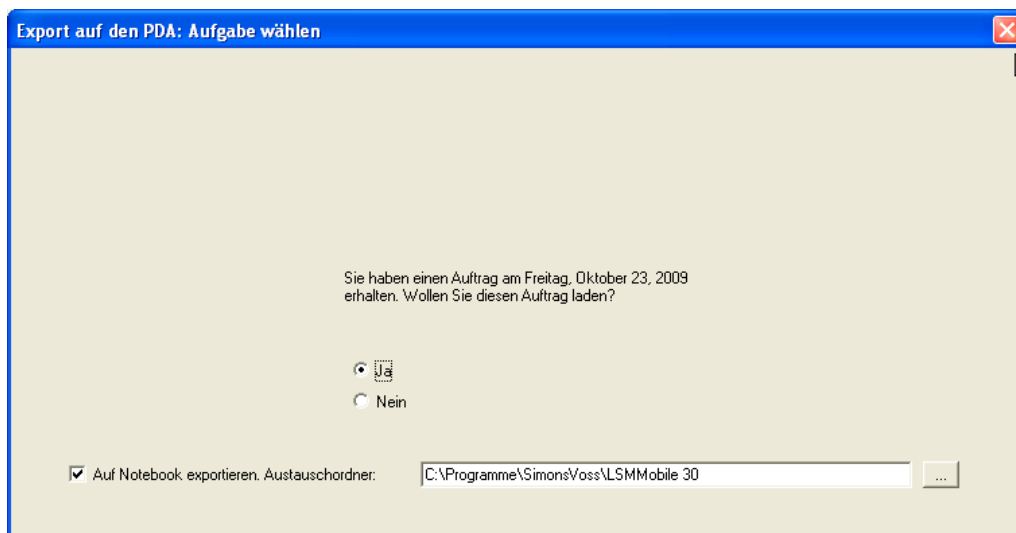 Export auf den PDA: Aufgabe wählen
Sie haben einen Auftrag am Freitag, Oktober 23, 2009
erhalten. Wollen Sie diesen Auftrag laden?
Ja
Nein
Auf Notebook exportieren. Austauschordner: C:\Programme\SimonsVoss\LSMMobile 30 ...